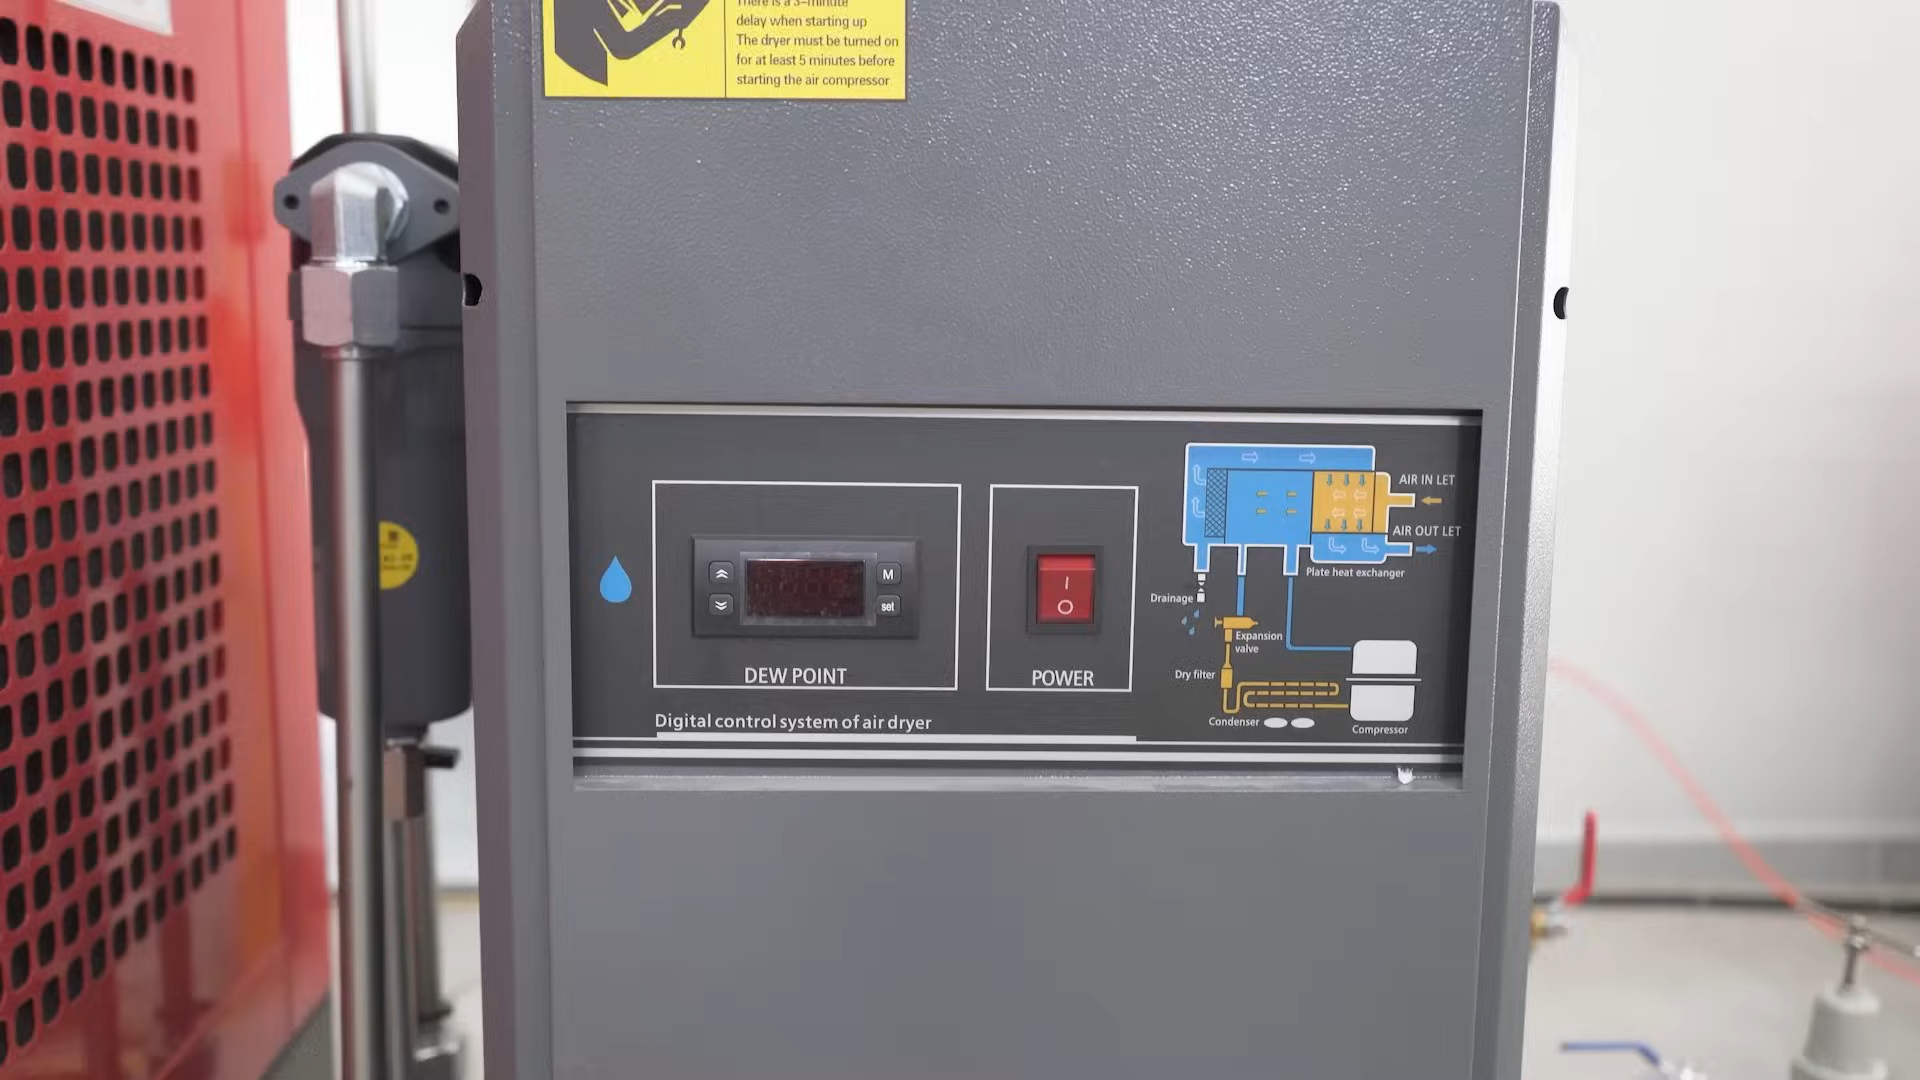 There is a 3-minute
delay when starting up
The dryer must be turned on
for at least 5 minutes before
starting the air compressor
AIR IN LET
AIR OUT LET
Plate heat exchanger
Drainage
Expansion
valve
Dry filter
Condenser
Compressor
M
set
DEW POINT
I
O
POWER
Digital control system of air dryer